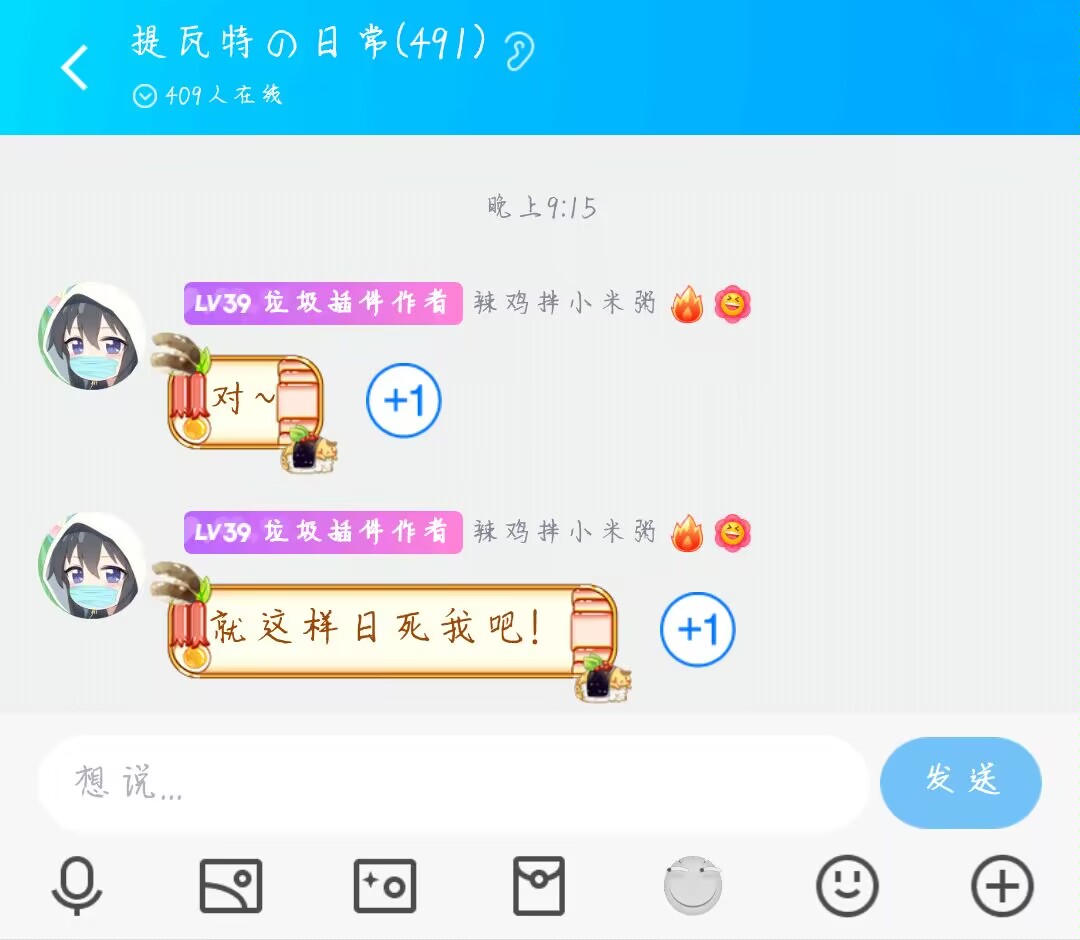 提瓦特の日常(491)
409人在线
晚上9:15
LV39 垃圾插件作者 辣鸡拌小米粥
对~
+1
LV39 垃圾插件作者 辣鸡拌小米粥
就这样日死我吧!
+1
想说...
发送